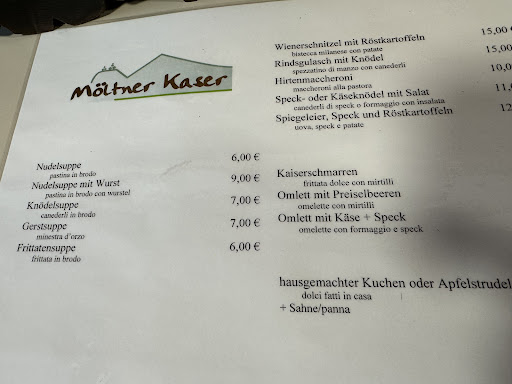 Möltner Kaser
Nudelsuppe 6,00 €
pastina in brodo
Nudelsuppe mit Wurst 9,00 €
pastina in brodo con wurstel
Knödelsuppe 7,00 €
canederli in brodo
Gerstsuppe 7,00 €
minestra d'orzo
Frittatensuppe 6,00 €
frittata in brodo
Wienerschnitzel mit Röstkartoffeln 15,00 €
bistecca milanese con patate
Rindsgulasch mit Knödel 15,00
spezzatino di manzo con canederli
Hirtenmaccheroni 10,0
maccheroni alla pastora
Speck- oder Käseknödel mit Salat 11,
canederli di speck o formaggio con insalata
Spiegeleier, Speck und Röstkartoffeln 12
uova, speck e patate
Kaiserschmarren
frittata dolce con mirtilli
Omlett mit Preiselbeeren
omelette con mirtilli
Omlett mit Käse + Speck
omelette con formaggio e speck
hausgemachter Kuchen oder Apfelstrudel
dolci fatti in casa
+ Sahne/panna